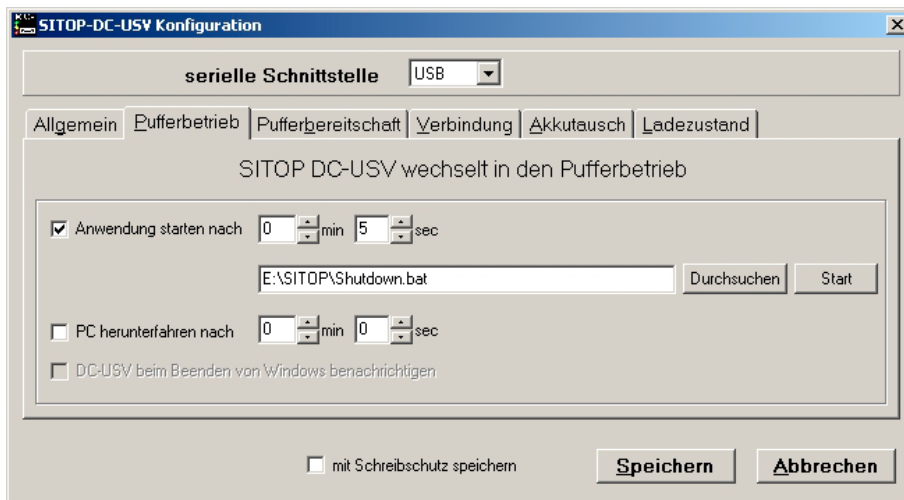 SITOP-DC-USV Konfiguration
serielle Schnittstelle USB
Allgemein Pufferbetrieb Pufferbereitschaft Verbindung Akkutausch Ladezustand
SITOP DC-USV wechselt in den Pufferbetrieb
Anwendung starten nach 0 min 5 sec
E:\SITOP\Shutdown.bat Durchsuchen Start
PC herunterfahren nach 0 min 0 sec
DC-USV beim Beenden von Windows benachrichtigen
mit Schreibschutz speichern Speichern Abbrechen